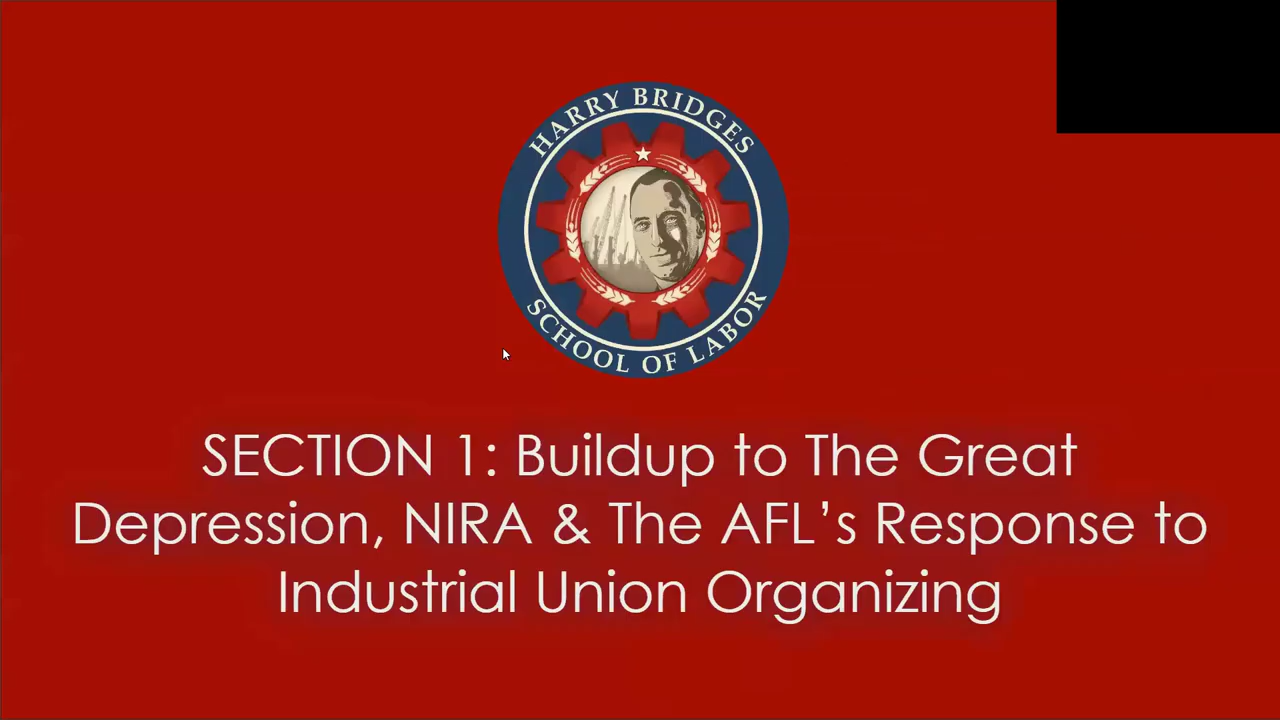 HARRY BRIDGES
SCHOOL OF LABOR
SECTION 1: Buildup to The Great
Depression, NIRA & The AFL’s Response to
Industrial Union Organizing